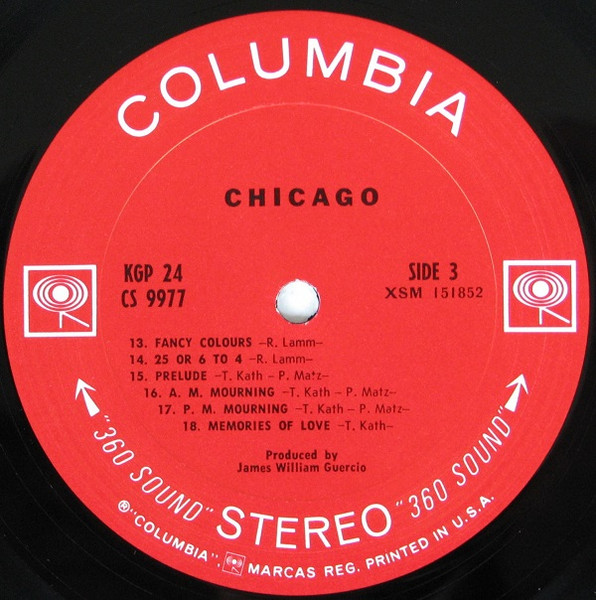 COLUMBIA
CHICAGO
KGP 24
CS 9977
SIDE 3
XSM 151852
13. FANCY COLOURS –R. Lamm–
14. 25 OR 6 TO 4 –R. Lamm–
15. PRELUDE –T. Kath – P. Matz–
16. A. M. MOURNING –T. Kath – P. Matz–
17. P. M. MOURNING –T. Kath – P. Matz–
18. MEMORIES OF LOVE –T. Kath–
Produced by
James William Guercio
"360 SOUND" STEREO "360 SOUND"
® "COLUMBIA", MARCAS REG. PRINTED IN U.S.A.